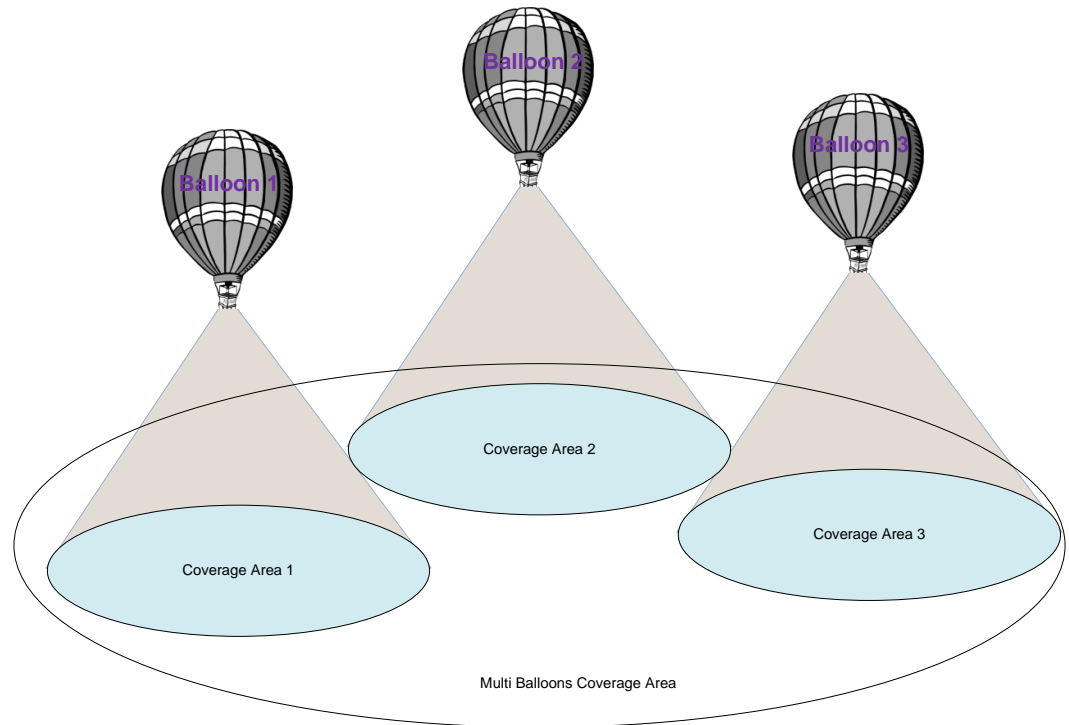 Balloon 1
Balloon 2
Balloon 3
Coverage Area 1
Coverage Area 2
Coverage Area 3
Multi Balloons Coverage Area